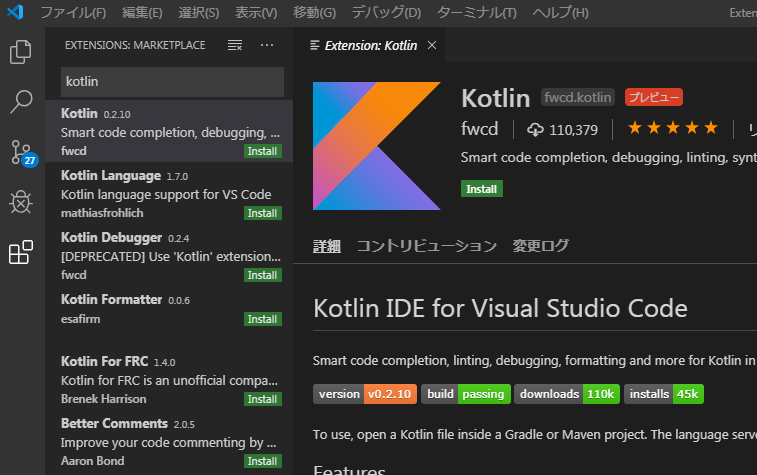 ファイル(F) 編集(E) 選択(S) 表示(V) 移動(G) デバッグ(D) ターミナル(T) ヘルプ(H) Exten
EXTENSIONS: MARKETPLACE ···
kotlin
Kotlin 0.2.10
Smart code completion, debugging, ...
fwcd Install
Kotlin Language 1.7.0
Kotlin language support for VS Code
mathiasfrohlich Install
Kotlin Debugger 0.2.4
[DEPRECATED] Use 'Kotlin' extension...
fwcd Install
Kotlin Formatter 0.0.6
esafirm Install
Kotlin For FRC 1.4.0
Kotlin for FRC is an unofficial compa...
Brenek Harrison Install
Better Comments 2.0.5
Improve your code commenting by ...
Aaron Bond Install
27
Extension: Kotlin
Kotlin fwcd.kotlin プレビュー
fwcd 110,379 ★★★★★ リ
Smart code completion, debugging, linting, synt
Install
詳細 コントリビューション 変更ログ
Kotlin IDE for Visual Studio Code
Smart code completion, linting, debugging, formatting and more for Kotlin in
version v0.2.10 build passing downloads 110k installs 45k
To use, open a Kotlin file inside a Gradle or Maven project. The language serve
Features